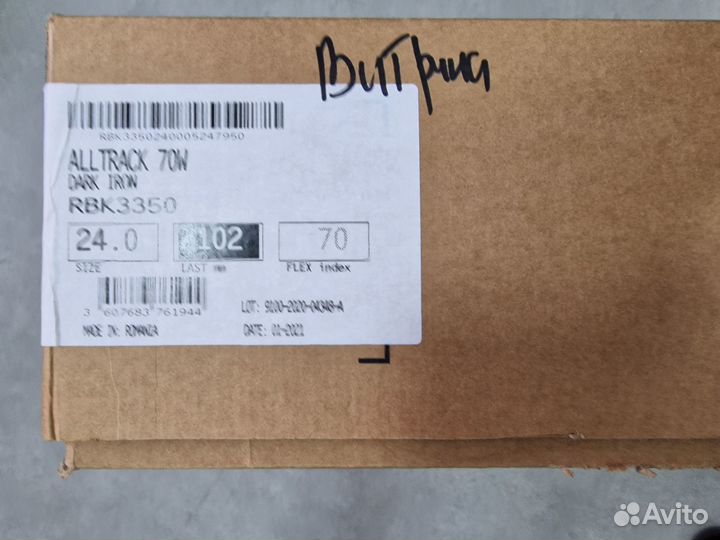 Витрина
RBK3350240005247950
ALLTRACK 70W
DARK IRON
RBK3350
24.0 102 70
SIZE LAST mm FLEX index
3 607683 761944
LOT: 9100-2020-04348-A
MADE IN: ROMANIA DATE: 01-2021
Avito